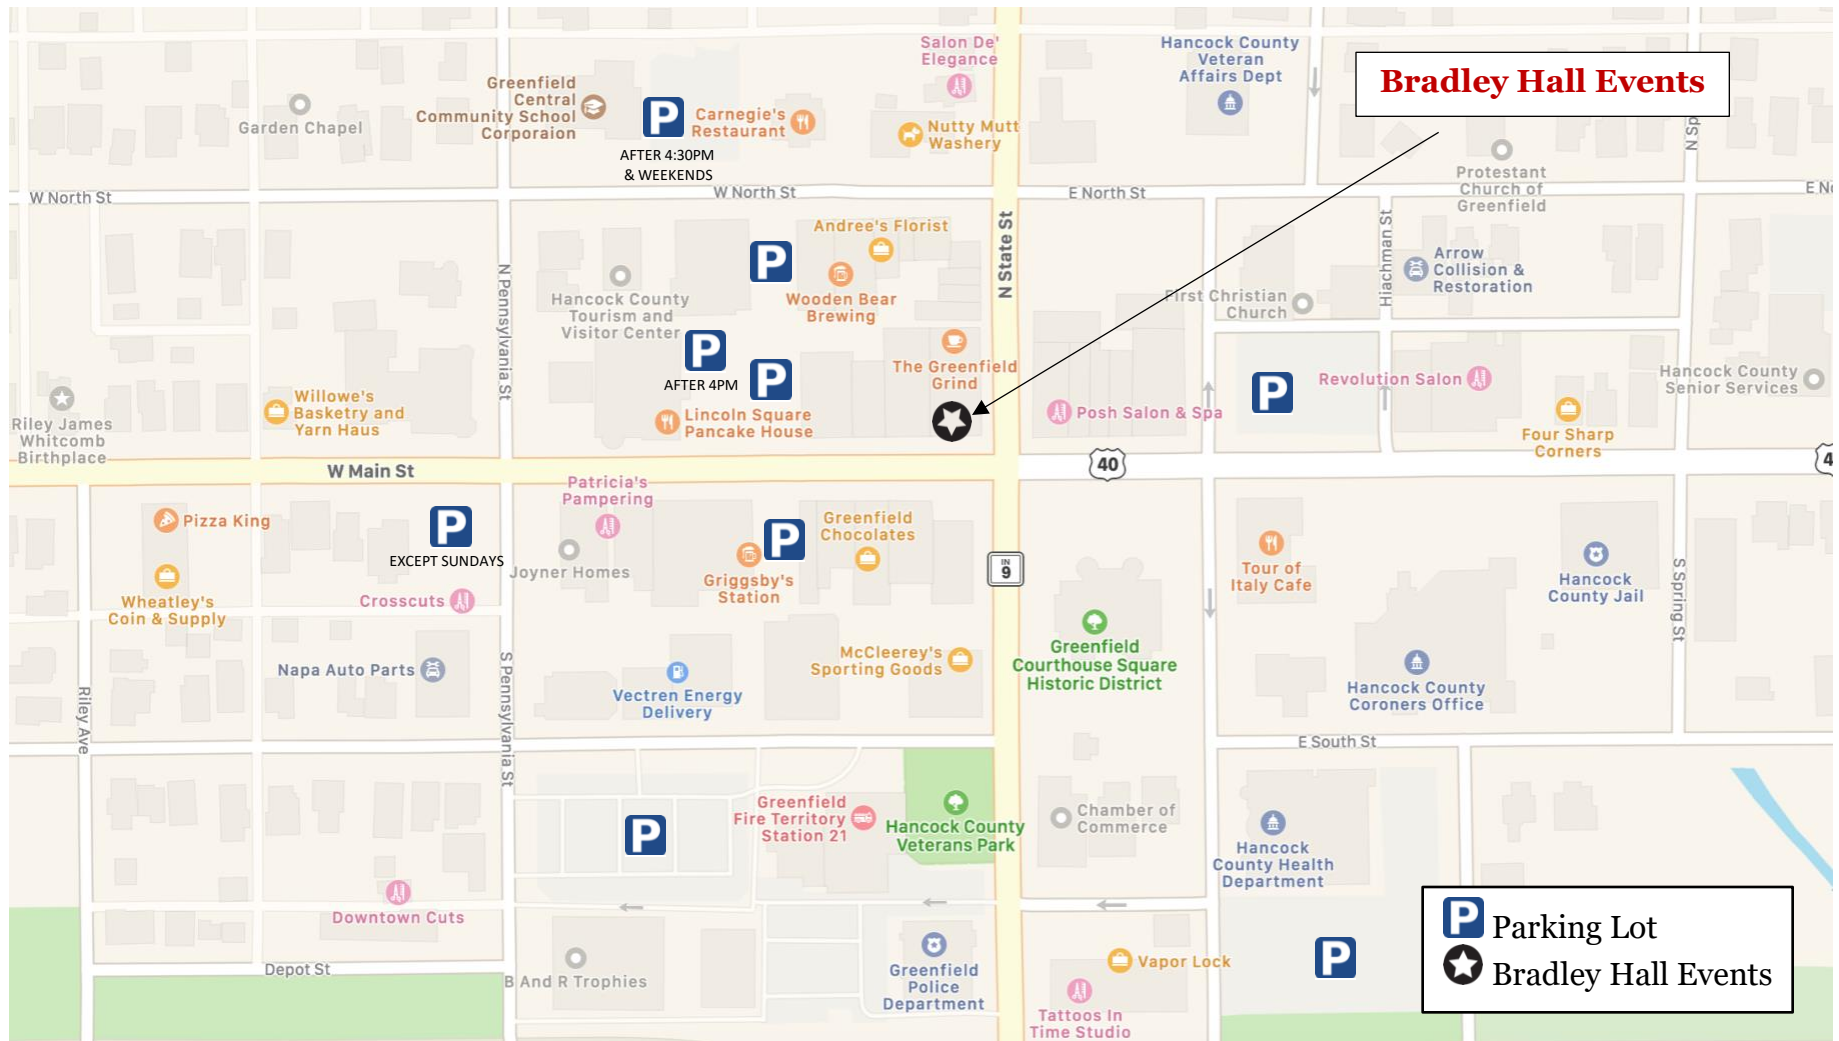 Salon De'
Elegance
Hancock County
Veteran
Affairs Dept
Bradley Hall Events
Greenfield
Central
Community School
Corporaion
P
Carnegie's
Restaurant
Garden Chapel
Nutty Mutt
Washery
N Sp
AFTER 4:30PM
& WEEKENDS
Protestant
Church of
Greenfield
W North St
W North St
E North St
E No
Andree's Florist
N State St
Hiachman St
P
Arrow
Collision &
Restoration
N Pennsylvania St
Hancock County
Tourism and
Visitor Center
Wooden Bear
Brewing
First Christian
Church
P
AFTER 4PM
P
The Greenfield
Grind
P
Revolution Salon
Hancock County
Senior Services
Riley James
Whitcomb
Birthplace
Willowe's
Basketry and
Yarn Haus
Lincoln Square
Pancake House
Posh Salon & Spa
Four Sharp
Corners
W Main St
40
4
Patricia's
Pampering
Pizza King
P
EXCEPT SUNDAYS
Joyner Homes
P
Greenfield
Chocolates
Griggsby's
Station
IN
9
Tour of
Italy Cafe
Hancock
County Jail
S Spring St
Wheatley's
Coin & Supply
Crosscuts
Napa Auto Parts
S Pennsylvania St
Riley Ave
Vectren Energy
Delivery
McCleerey's
Sporting Goods
Greenfield
Courthouse Square
Historic District
Hancock County
Coroners Office
E South St
P
Greenfield
Fire Territory
Station 21
Hancock County
Veterans Park
Chamber of
Commerce
Hancock
County Health
Department
Downtown Cuts
Depot St
B And R Trophies
Greenfield
Police
Department
Vapor Lock
Tattoos In
Time Studio
P
P Parking Lot
Bradley Hall Events